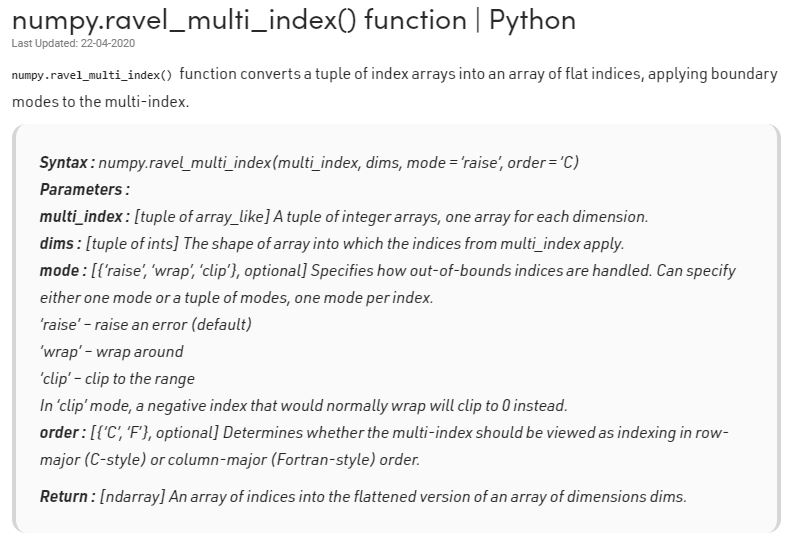 numpy.ravel_multi_index() function | Python
Last Updated: 22-04-2020
numpy.ravel_multi_index() function converts a tuple of index arrays into an array of flat indices, applying boundary
modes to the multi-index.
Syntax : numpy.ravel_multi_index(multi_index, dims, mode = 'raise', order = 'C')
Parameters :
multi_index : [tuple of array_like] A tuple of integer arrays, one array for each dimension.
dims : [tuple of ints] The shape of array into which the indices from multi_index apply.
mode : [{'raise', 'wrap', 'clip'}, optional] Specifies how out-of-bounds indices are handled. Can specify
either one mode or a tuple of modes, one mode per index.
'raise' – raise an error (default)
'wrap' – wrap around
'clip' – clip to the range
In 'clip' mode, a negative index that would normally wrap will clip to 0 instead.
order : [{'C', 'F'}, optional] Determines whether the multi-index should be viewed as indexing in row-
major (C-style) or column-major (Fortran-style) order.
Return : [ndarray] An array of indices into the flattened version of an array of dimensions dims.